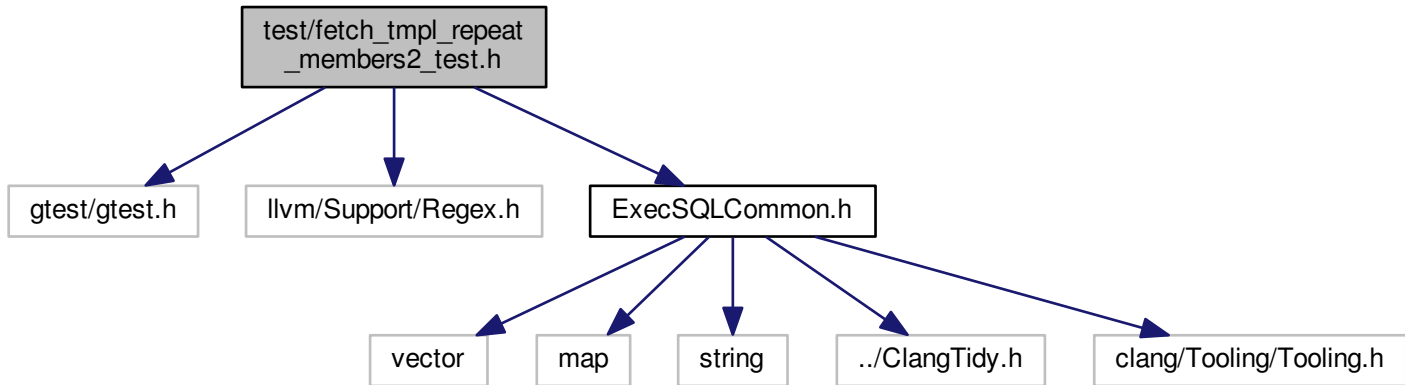 test/fetch_tmpl_repeat
_members2_test.h
gtest/gtest.h
llvm/Support/Regex.h
ExecSQLCommon.h
vector
map
string
../ClangTidy.h
clang/Tooling/Tooling.h